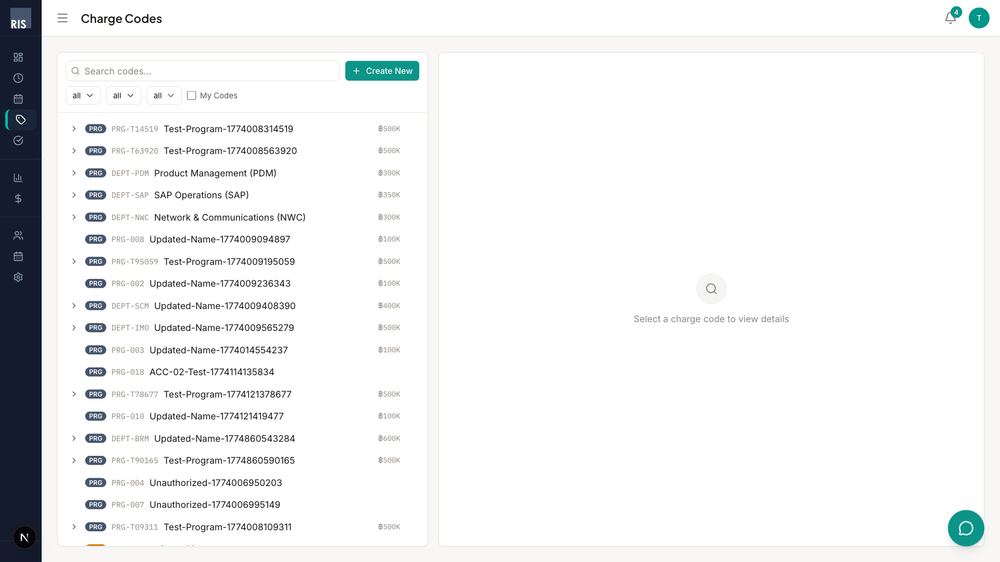 RIS
Charge Codes
4
T
Search codes...
Create New
all
all
all
My Codes
PRG PRG-T14519 Test-Program-1774008314519 ฿500K
PRG PRG-T63920 Test-Program-1774008563920 ฿500K
PRG DEPT-PDM Product Management (PDM) ฿300K
PRG DEPT-SAP SAP Operations (SAP) ฿350K
PRG DEPT-NWC Network & Communications (NWC) ฿300K
PRG PRG-008 Updated-Name-1774009094897 ฿100K
PRG PRG-T95059 Test-Program-1774009195059 ฿500K
PRG PRG-002 Updated-Name-1774009236343 ฿100K
PRG DEPT-SCM Updated-Name-1774009408390 ฿400K
PRG DEPT-IMO Updated-Name-1774009565279 ฿500K
PRG PRG-003 Updated-Name-1774014554237 ฿100K
PRG PRG-018 ACC-02-Test-1774114135834
PRG PRG-T78677 Test-Program-1774121378677 ฿500K
PRG PRG-010 Updated-Name-1774121419477 ฿100K
PRG DEPT-BRM Updated-Name-1774860543284 ฿600K
PRG PRG-T90165 Test-Program-1774860590165 ฿500K
PRG PRG-004 Unauthorized-1774006950203
PRG PRG-007 Unauthorized-1774006995149
PRG PRG-T09311 Test-Program-1774008109311 ฿500K
Select a charge code to view details
N